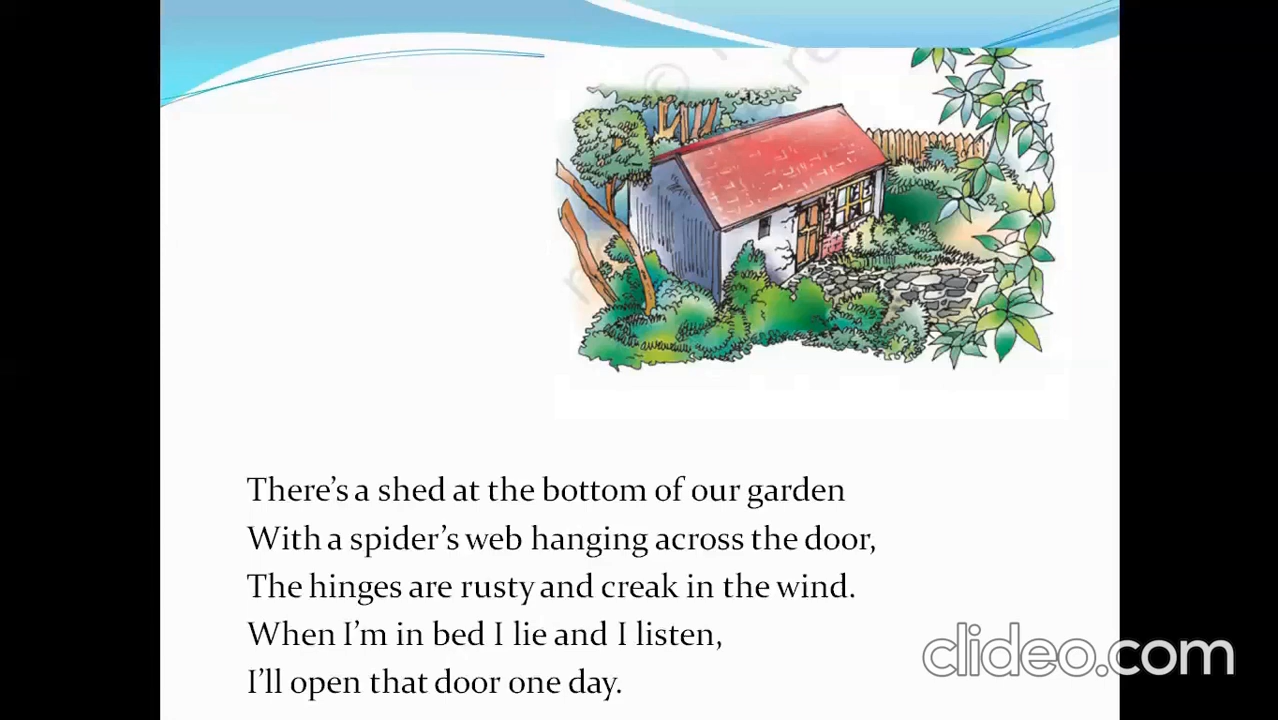 There's a shed at the bottom of our garden
With a spider's web hanging across the door,
The hinges are rusty and creak in the wind.
When I'm in bed I lie and I listen,
I'll open that door one day.
clideo.com